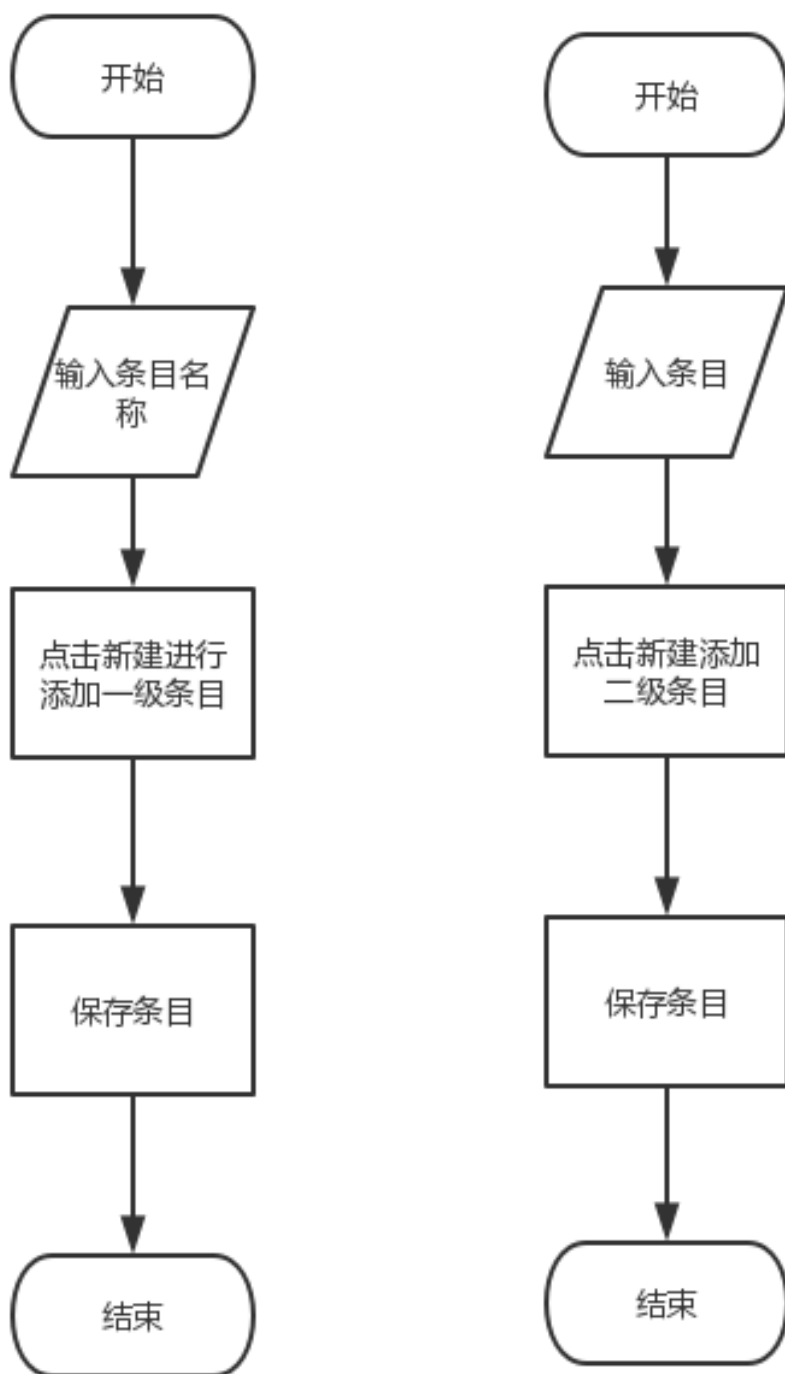 开始
输入条目名
称
点击新建进行
添加一级条目
保存条目
结束
开始
输入条目
点击新建添加
二级条目
保存条目
结束